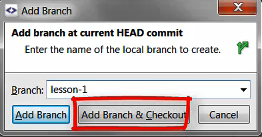 Add Branch
Add branch at current HEAD commit
Enter the name of the local branch to create.
Branch: lesson-1
Add Branch Add Branch & Checkout Cancel